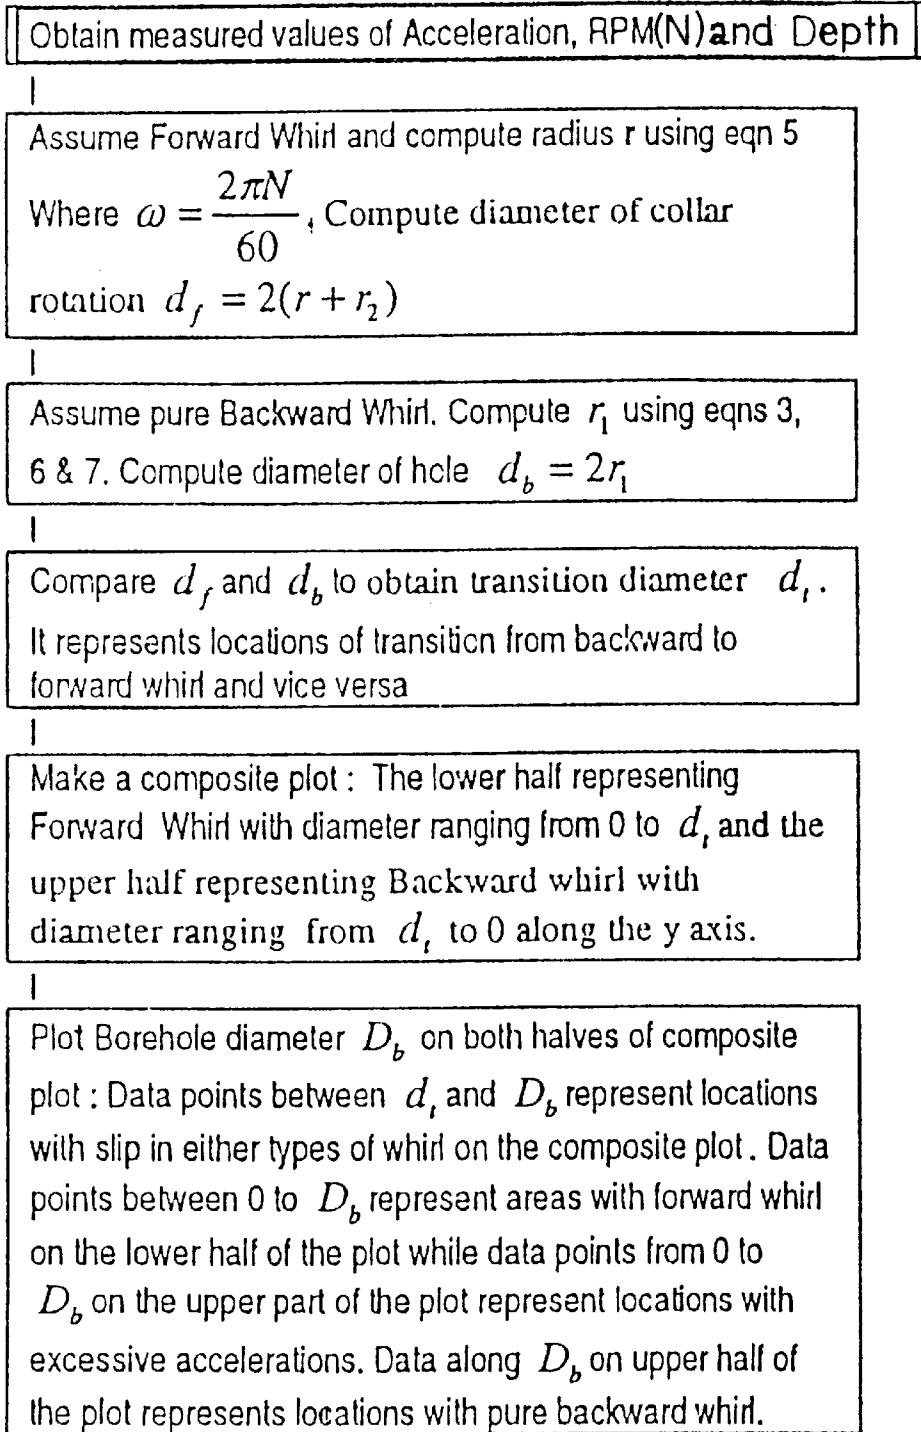 Obtain measured values of Acceleration, RPM(N)and Depth
Assume Forward Whirl and compute radius r using eqn 5
Where ω = 2πN/60 , Compute diameter of collar
rotation d_f = 2(r + r₂)
Assume pure Backward Whirl. Compute r₁ using eqns 3,
6 & 7. Compute diameter of hole d_b = 2r₁
Compare d_f and d_b to obtain transition diameter d_t.
It represents locations of transition from backward to
forward whirl and vice versa
Make a composite plot : The lower half representing
Forward Whirl with diameter ranging from 0 to d_t and the
upper half representing Backward whirl with
diameter ranging from d_t to 0 along the y axis.
Plot Borehole diameter D_b on both halves of composite
plot : Data points between d_t and D_b represent locations
with slip in either types of whirl on the composite plot. Data
points between 0 to D_b represent areas with forward whirl
on the lower half of the plot while data points from 0 to
D_b on the upper part of the plot represent locations with
excessive accelerations. Data along D_b on upper half of
the plot represents locations with pure backward whirl.